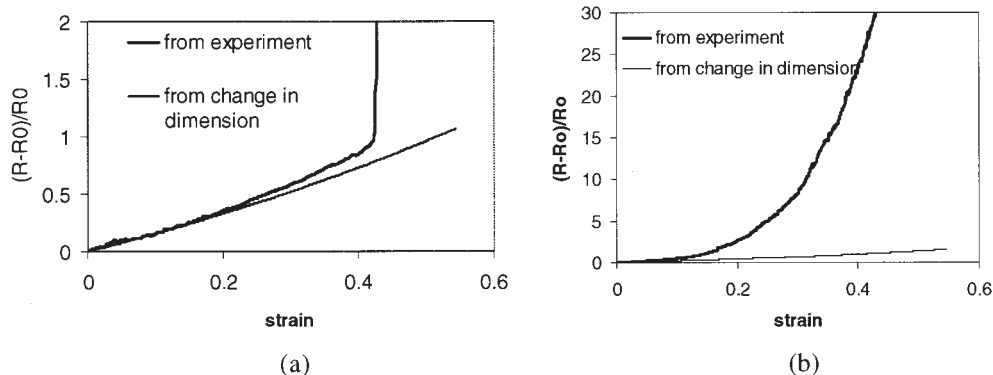 2
1.5
1
0.5
0
(R-R0)/R0
from experiment
from change in
dimension
0
0.2
0.4
0.6
strain
(a)
30
25
20
15
10
5
0
(R-Ro)/Ro
from experiment
from change in dimension
0
0.2
0.4
0.6
strain
(b)